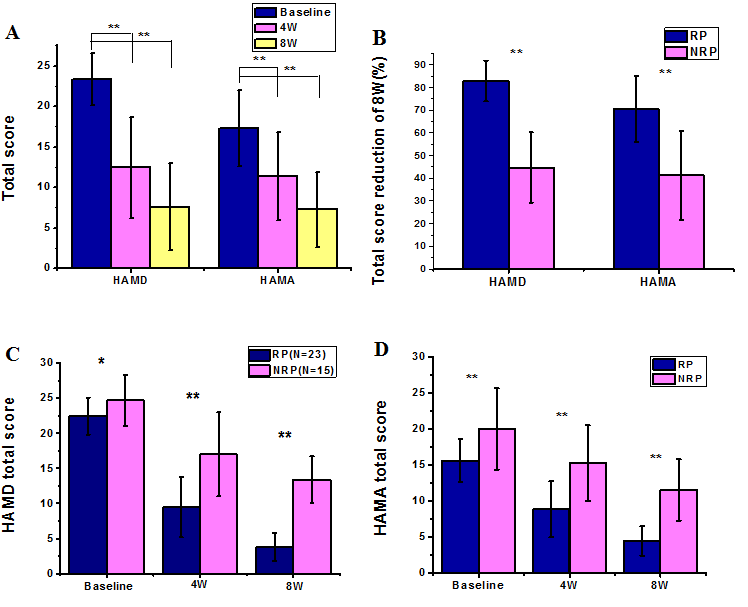 A
Baseline
4W
8W
** **
** **
Total score
25
20
15
10
5
0
HAMD HAMA
B
RP
NRP
**
**
Total score reduction of 8W(%)
90
80
70
60
50
40
30
20
10
0
HAMD HAMA
C
RP(N=23)
NRP(N=15)
*
**
**
HAMD total score
30
25
20
15
10
5
0
Baseline 4W 8W
D
RP
NRP
**
**
**
HAMA total score
30
25
20
15
10
5
0
Baseline 4W 8W